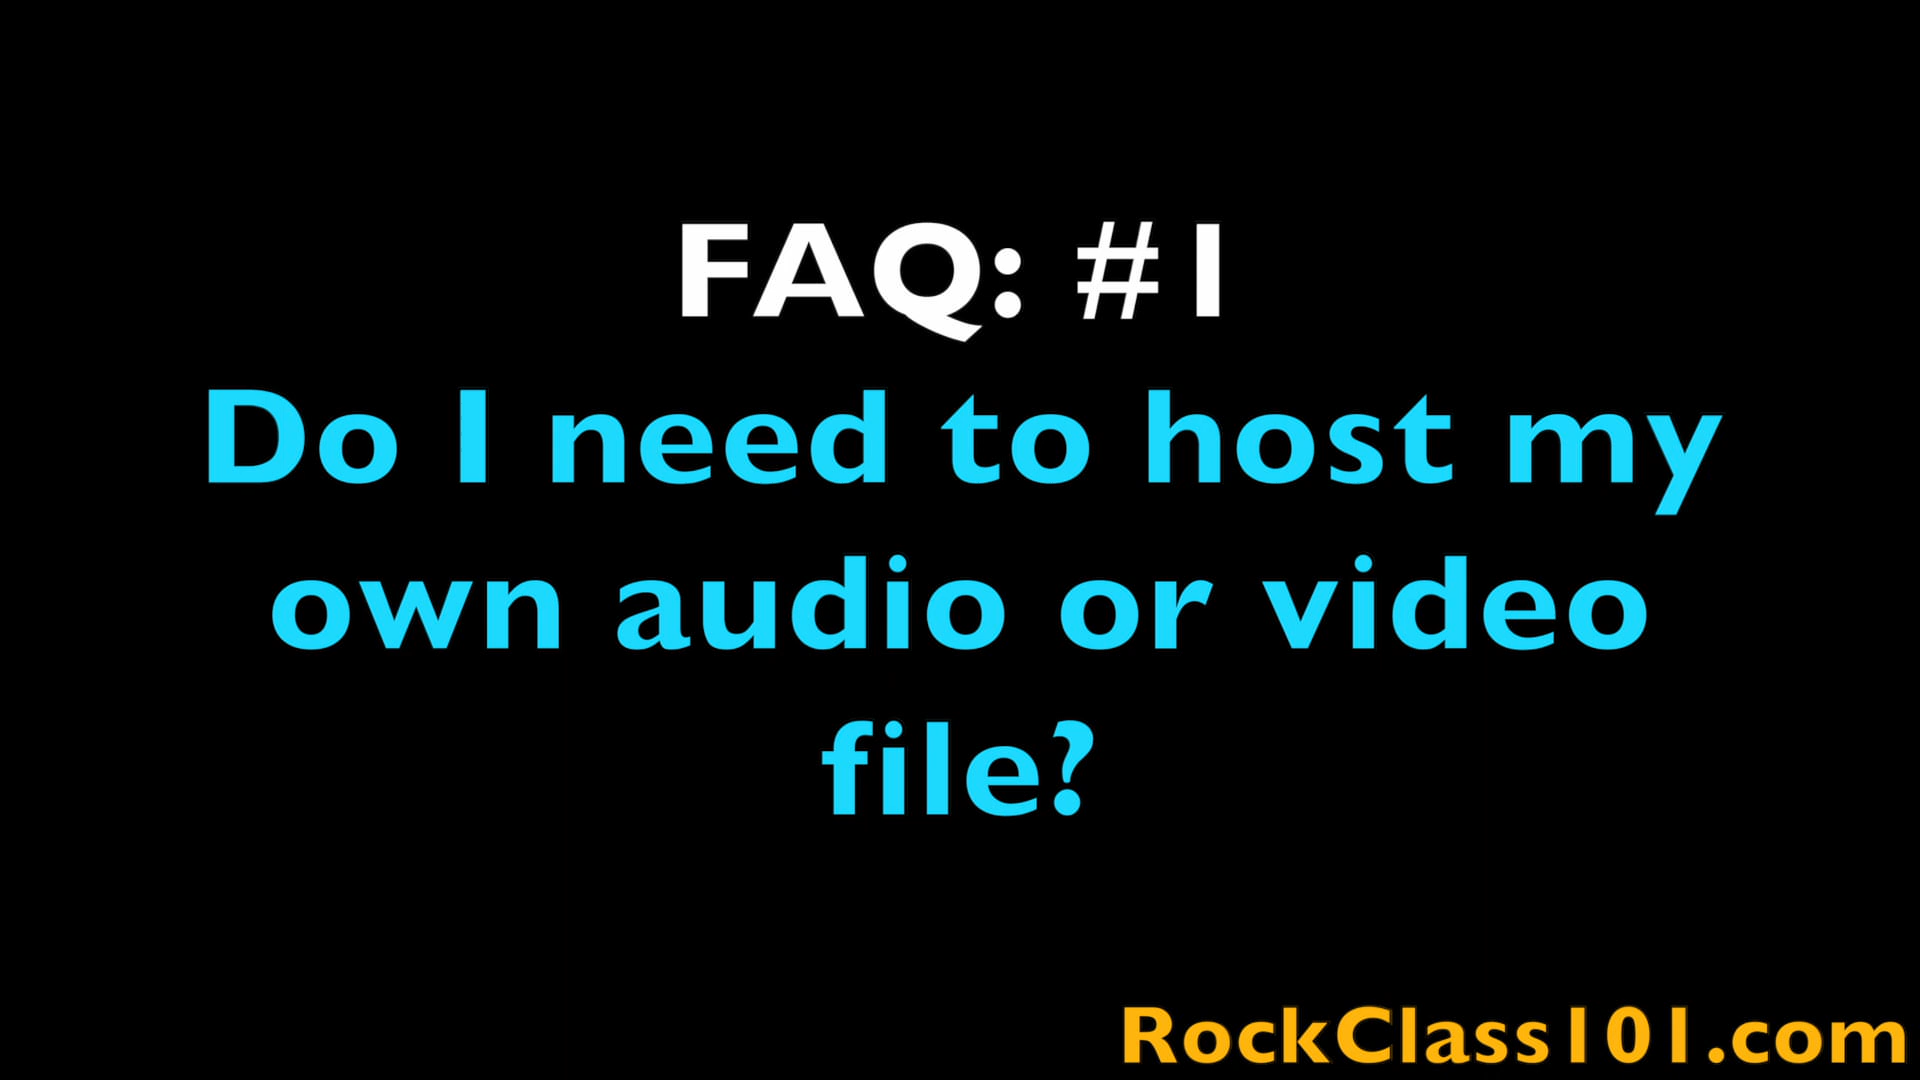 FAQ: #1
Do I need to host my
own audio or video
file?
RockClass101.com